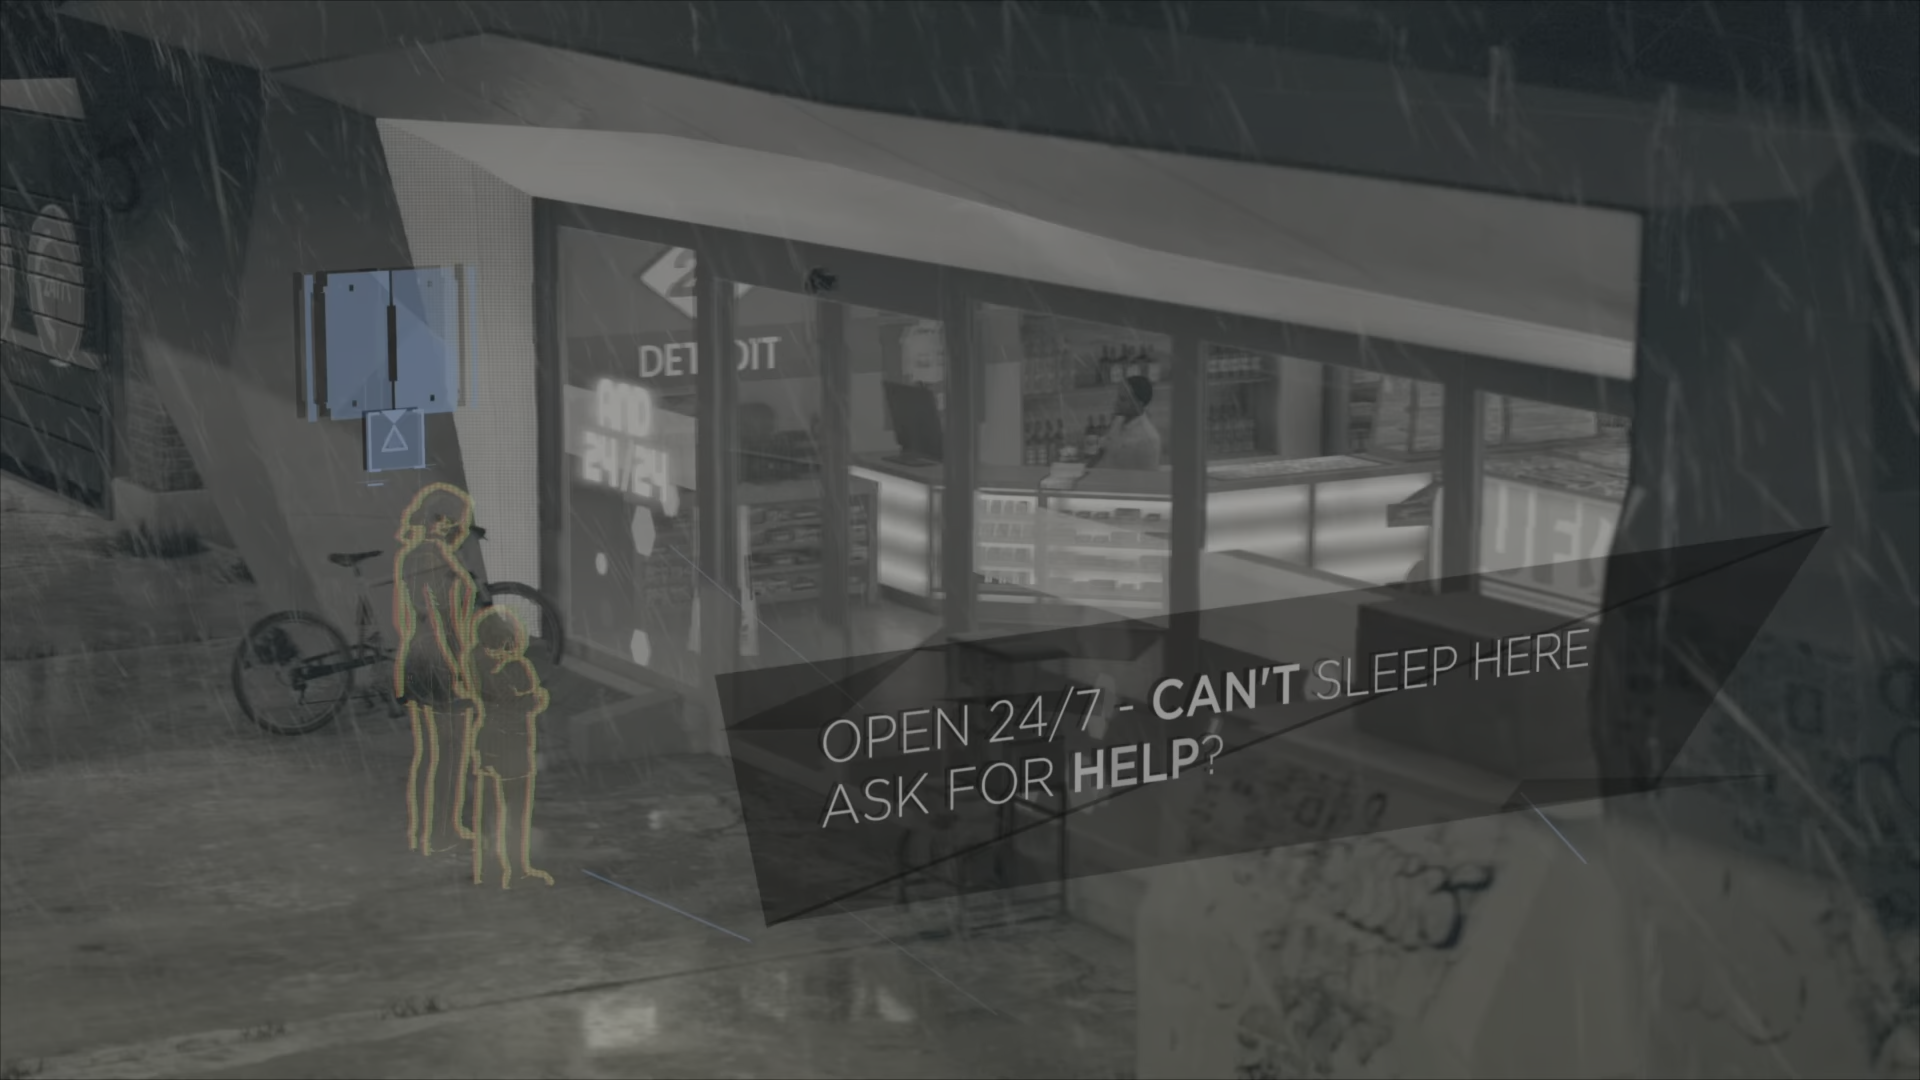 DETROIT
AND
24/24
OPEN 24/7 - CAN'T SLEEP HERE
ASK FOR HELP?